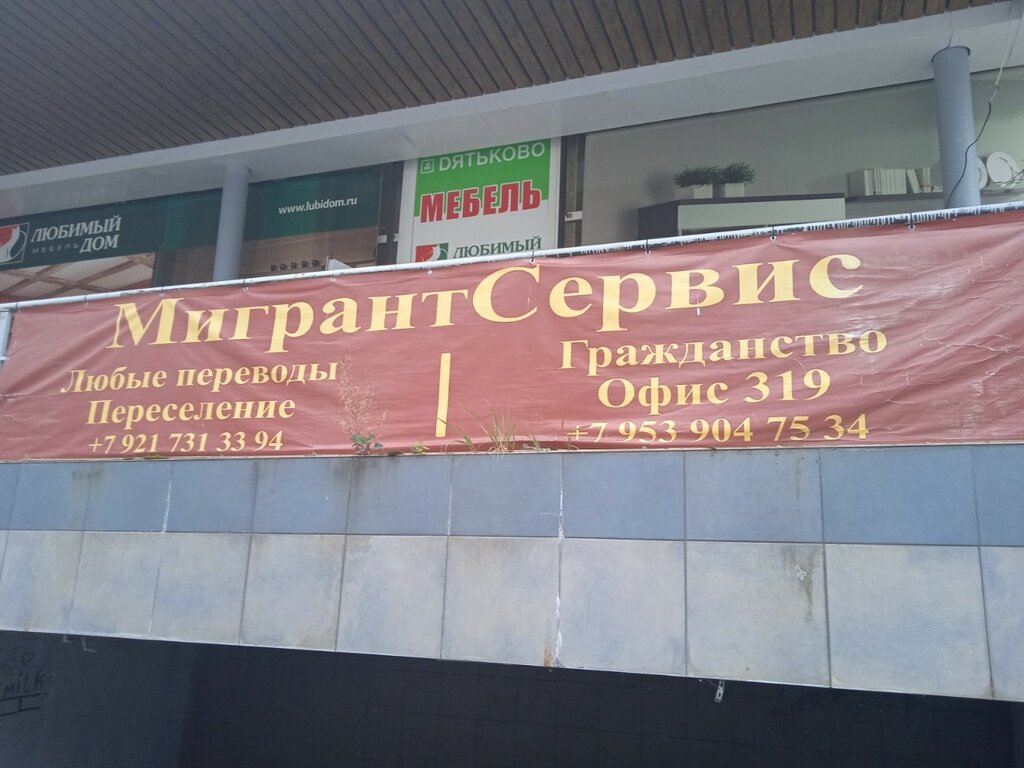 DЯТЬКОВО
МЕБЕЛЬ
ЛЮБИМЫЙ
www.lubidom.ru
ЛЮБИМЫЙ
МЕБЕЛЬ ДОМ
МигрантСервис
Любые переводы
Переселение
+7 921 731 33 94
Гражданство
Офис 319
+7 953 904 75 34
milk